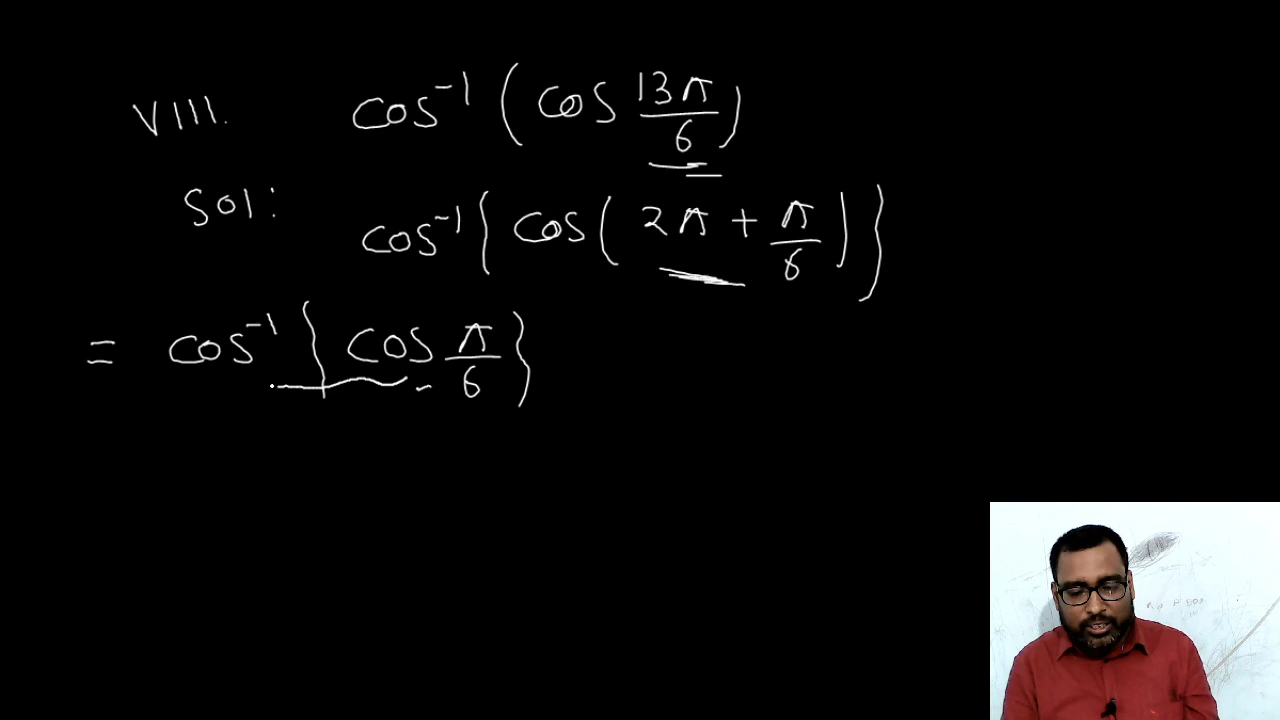 VIII. cos⁻¹ ( cos 13π/6 )
Sol: cos⁻¹ { cos ( 2π + π/6 ) }
= cos⁻¹ { cos π/6 }